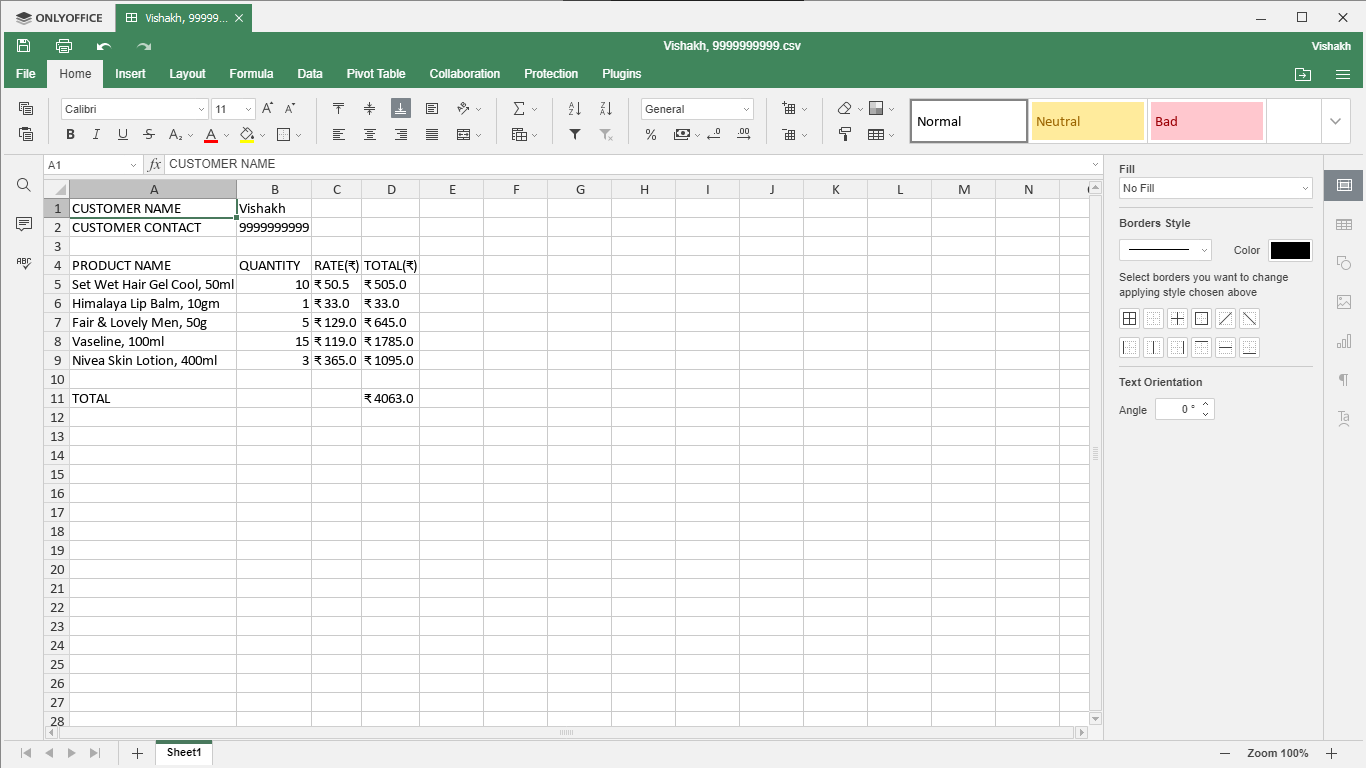 ONLYOFFICE Vishakh, 99999...
Vishakh, 9999999999.csv Vishakh
File Home Insert Layout Formula Data Pivot Table Collaboration Protection Plugins
Calibri 11 General Normal Neutral Bad
A1 fx CUSTOMER NAME
A B C D E F G H I J K L M N
1 CUSTOMER NAME Vishakh
2 CUSTOMER CONTACT 9999999999
3
4 PRODUCT NAME QUANTITY RATE(₹) TOTAL(₹)
5 Set Wet Hair Gel Cool, 50ml 10 ₹ 50.5 ₹ 505.0
6 Himalaya Lip Balm, 10gm 1 ₹ 33.0 ₹ 33.0
7 Fair & Lovely Men, 50g 5 ₹ 129.0 ₹ 645.0
8 Vaseline, 100ml 15 ₹ 119.0 ₹ 1785.0
9 Nivea Skin Lotion, 400ml 3 ₹ 365.0 ₹ 1095.0
10
11 TOTAL ₹ 4063.0
12
13
14
15
16
17
18
19
20
21
22
23
24
25
26
27
28
Fill
No Fill
Borders Style
Color
Select borders you want to change
applying style chosen above
Text Orientation
Angle 0 °
Sheet1 Zoom 100%